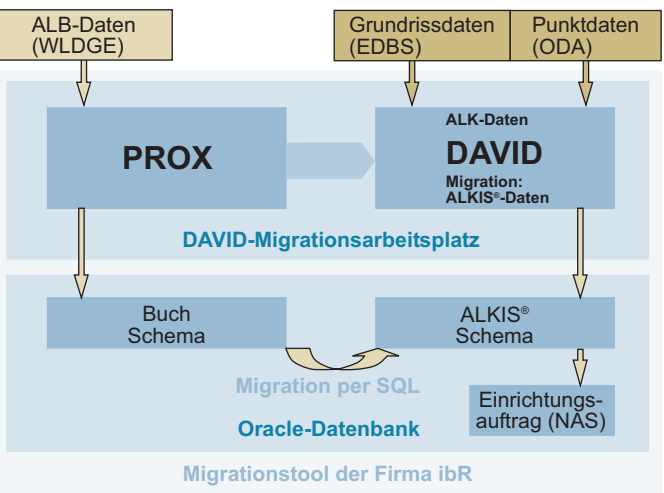 ALB-Daten
(WLDGE)
Grundrissdaten
(EDBS)
Punktdaten
(ODA)
PROX
ALK-Daten
DAVID
Migration:
ALKIS®-Daten
DAVID-Migrationsarbeitsplatz
Buch
Schema
ALKIS®
Schema
Migration per SQL
Einrichtungs-
auftrag (NAS)
Oracle-Datenbank
Migrationstool der Firma ibR